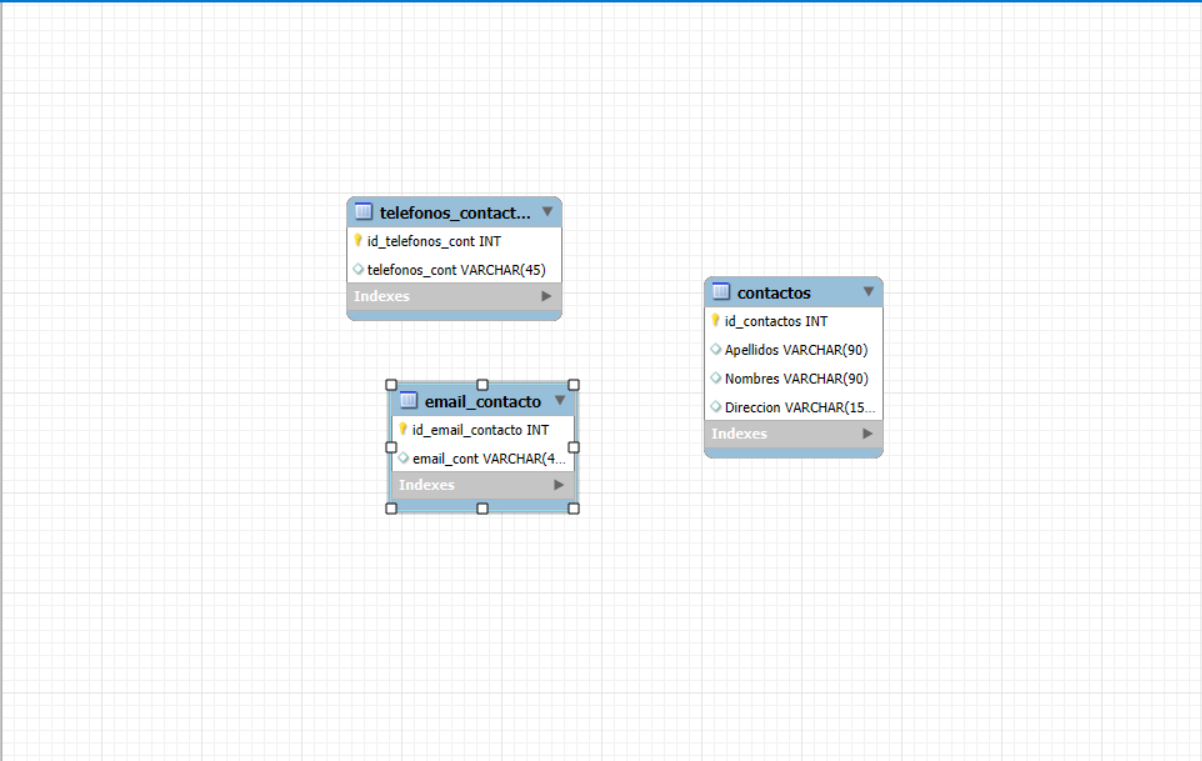 telefonos_contact...
id_telefonos_cont INT
telefonos_cont VARCHAR(45)
Indexes
contactos
id_contactos INT
Apellidos VARCHAR(90)
Nombres VARCHAR(90)
Direccion VARCHAR(15...
Indexes
email_contacto
id_email_contacto INT
email_cont VARCHAR(4...
Indexes